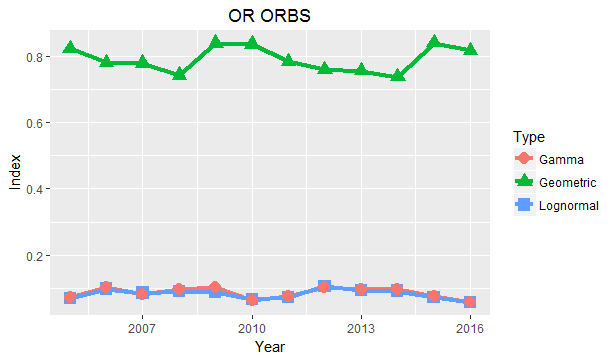 OR ORBS
Index
0.8
0.6
0.4
0.2
2007
2010
2013
2016
Year
Type
Gamma
Geometric
Lognormal